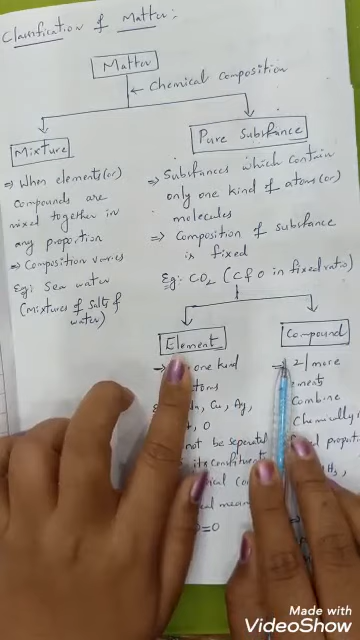 Classification of Matter:
Matter
Chemical composition
Mixture
⇒ When elements (or)
compounds are
mixed together in
any proportion
⇒ Composition varies
Eg: Sea water
(Mixtures of Salts &
water)
Pure Substance
⇒ Substances which contain
only one kind of atoms (or)
molecules
⇒ Composition of substance
is fixed
Eg: CO₂ (C & O in fixed ratio)
Element
one kind
atoms
Cu, Ag,
O
not be separated
its constituents
O=O
Compound
2/more
Combine
Chemically
Made with
VideoShow